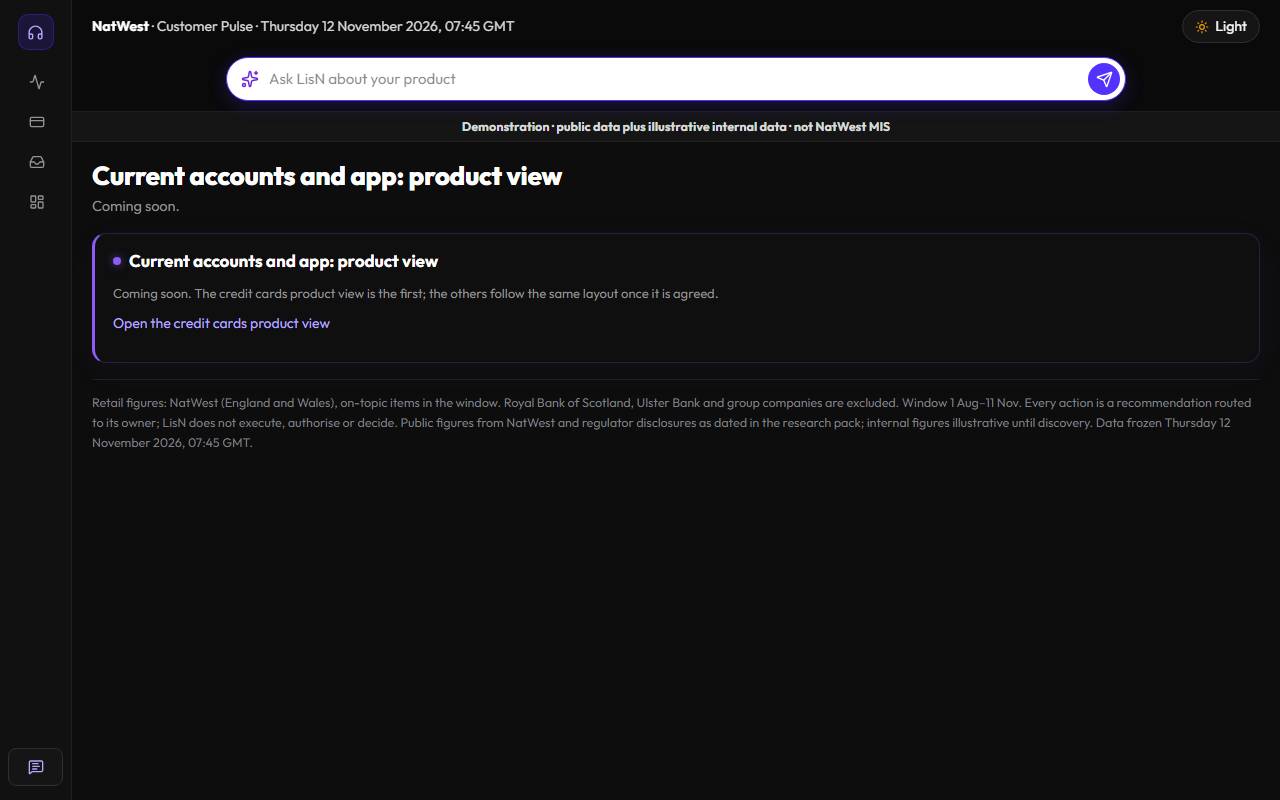 NatWest · Customer Pulse · Thursday 12 November 2026, 07:45 GMT
Light
Ask LisN about your product
Demonstration · public data plus illustrative internal data · not NatWest MIS
Current accounts and app: product view
Coming soon.
Current accounts and app: product view
Coming soon. The credit cards product view is the first; the others follow the same layout once it is agreed.
Open the credit cards product view
Retail figures: NatWest (England and Wales), on-topic items in the window. Royal Bank of Scotland, Ulster Bank and group companies are excluded. Window 1 Aug–11 Nov. Every action is a recommendation routed
to its owner; LisN does not execute, authorise or decide. Public figures from NatWest and regulator disclosures as dated in the research pack; internal figures illustrative until discovery. Data frozen Thursday 12
November 2026, 07:45 GMT.